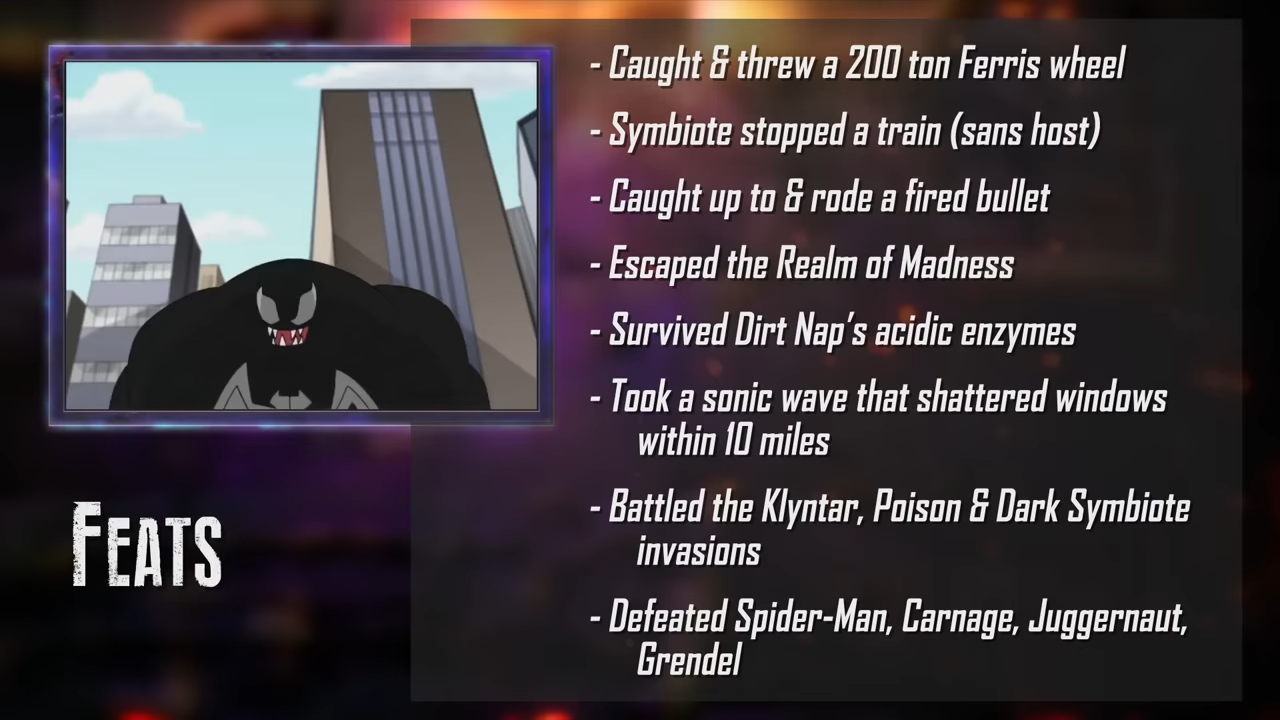 - Caught & threw a 200 ton Ferris wheel
- Symbiote stopped a train (sans host)
- Caught up to & rode a fired bullet
- Escaped the Realm of Madness
- Survived Dirt Nap's acidic enzymes
- Took a sonic wave that shattered windows
within 10 miles
- Battled the Klyntar, Poison & Dark Symbiote
invasions
- Defeated Spider-Man, Carnage, Juggernaut,
Grendel
Feats